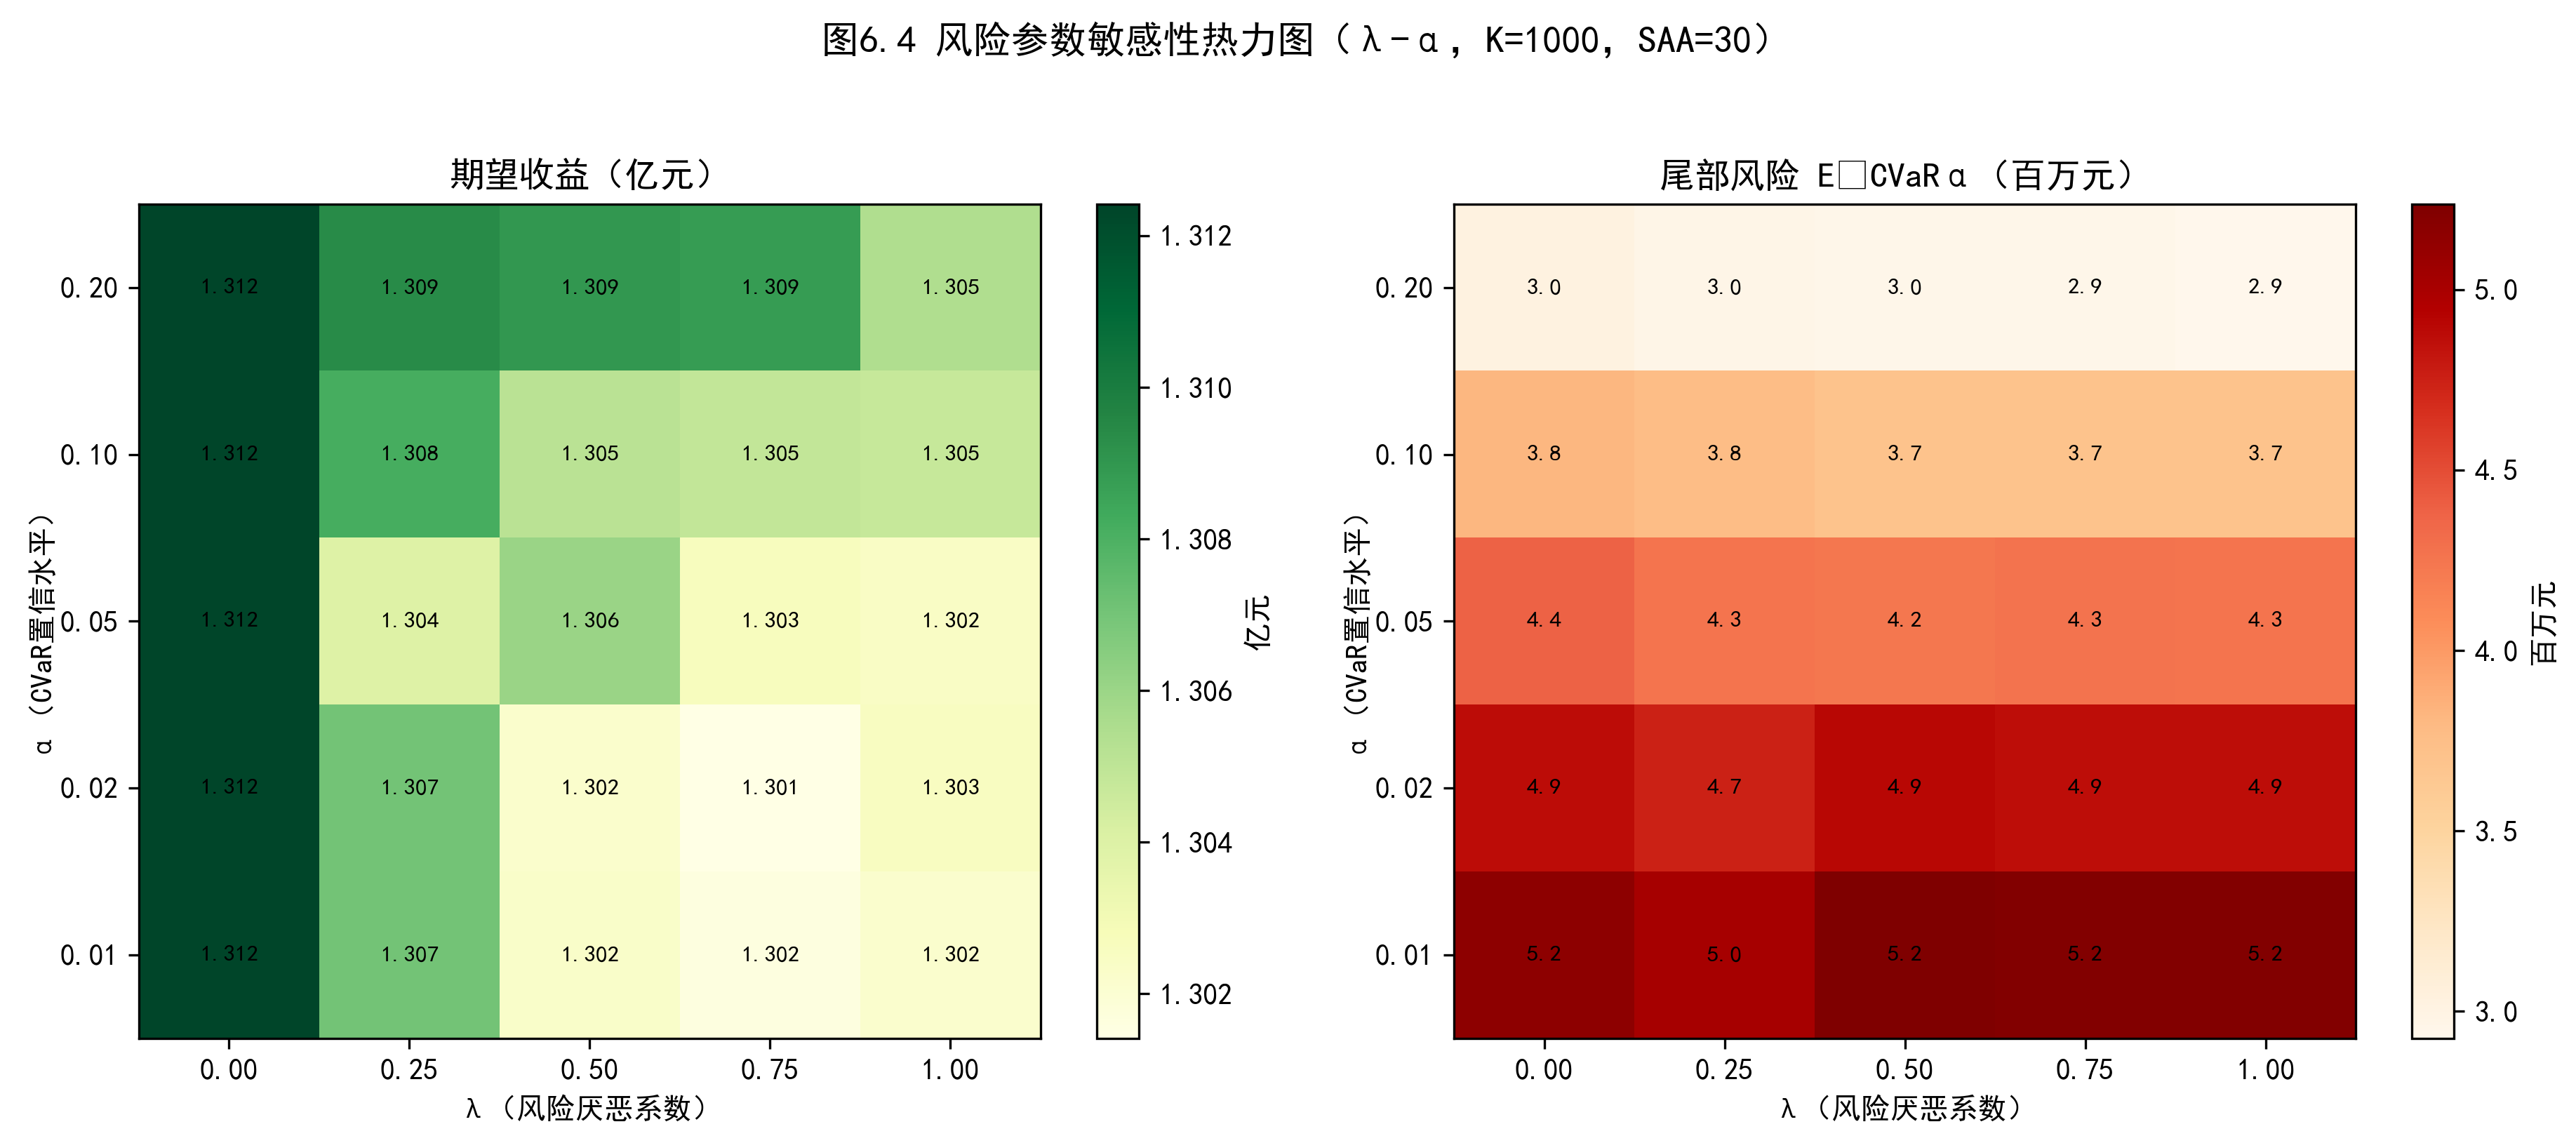 图6.4 风险参数敏感性热力图（λ-α, K=1000, SAA=30）
期望收益（亿元）
α （CVaR置信水平）
0.20
1.312 1.309 1.309 1.309 1.305
0.10
1.312 1.308 1.305 1.305 1.305
0.05
1.312 1.304 1.306 1.303 1.302
0.02
1.312 1.307 1.302 1.301 1.303
0.01
1.312 1.307 1.302 1.302 1.302
0.00 0.25 0.50 0.75 1.00
λ （风险厌恶系数）
1.312
1.310
1.308
1.306
1.304
1.302
亿元
尾部风险 E□CVaRα （百万元）
α （CVaR置信水平）
0.20
3.0 3.0 3.0 2.9 2.9
0.10
3.8 3.8 3.7 3.7 3.7
0.05
4.4 4.3 4.2 4.3 4.3
0.02
4.9 4.7 4.9 4.9 4.9
0.01
5.2 5.0 5.2 5.2 5.2
0.00 0.25 0.50 0.75 1.00
λ （风险厌恶系数）
5.0
4.5
4.0
3.5
3.0
百万元